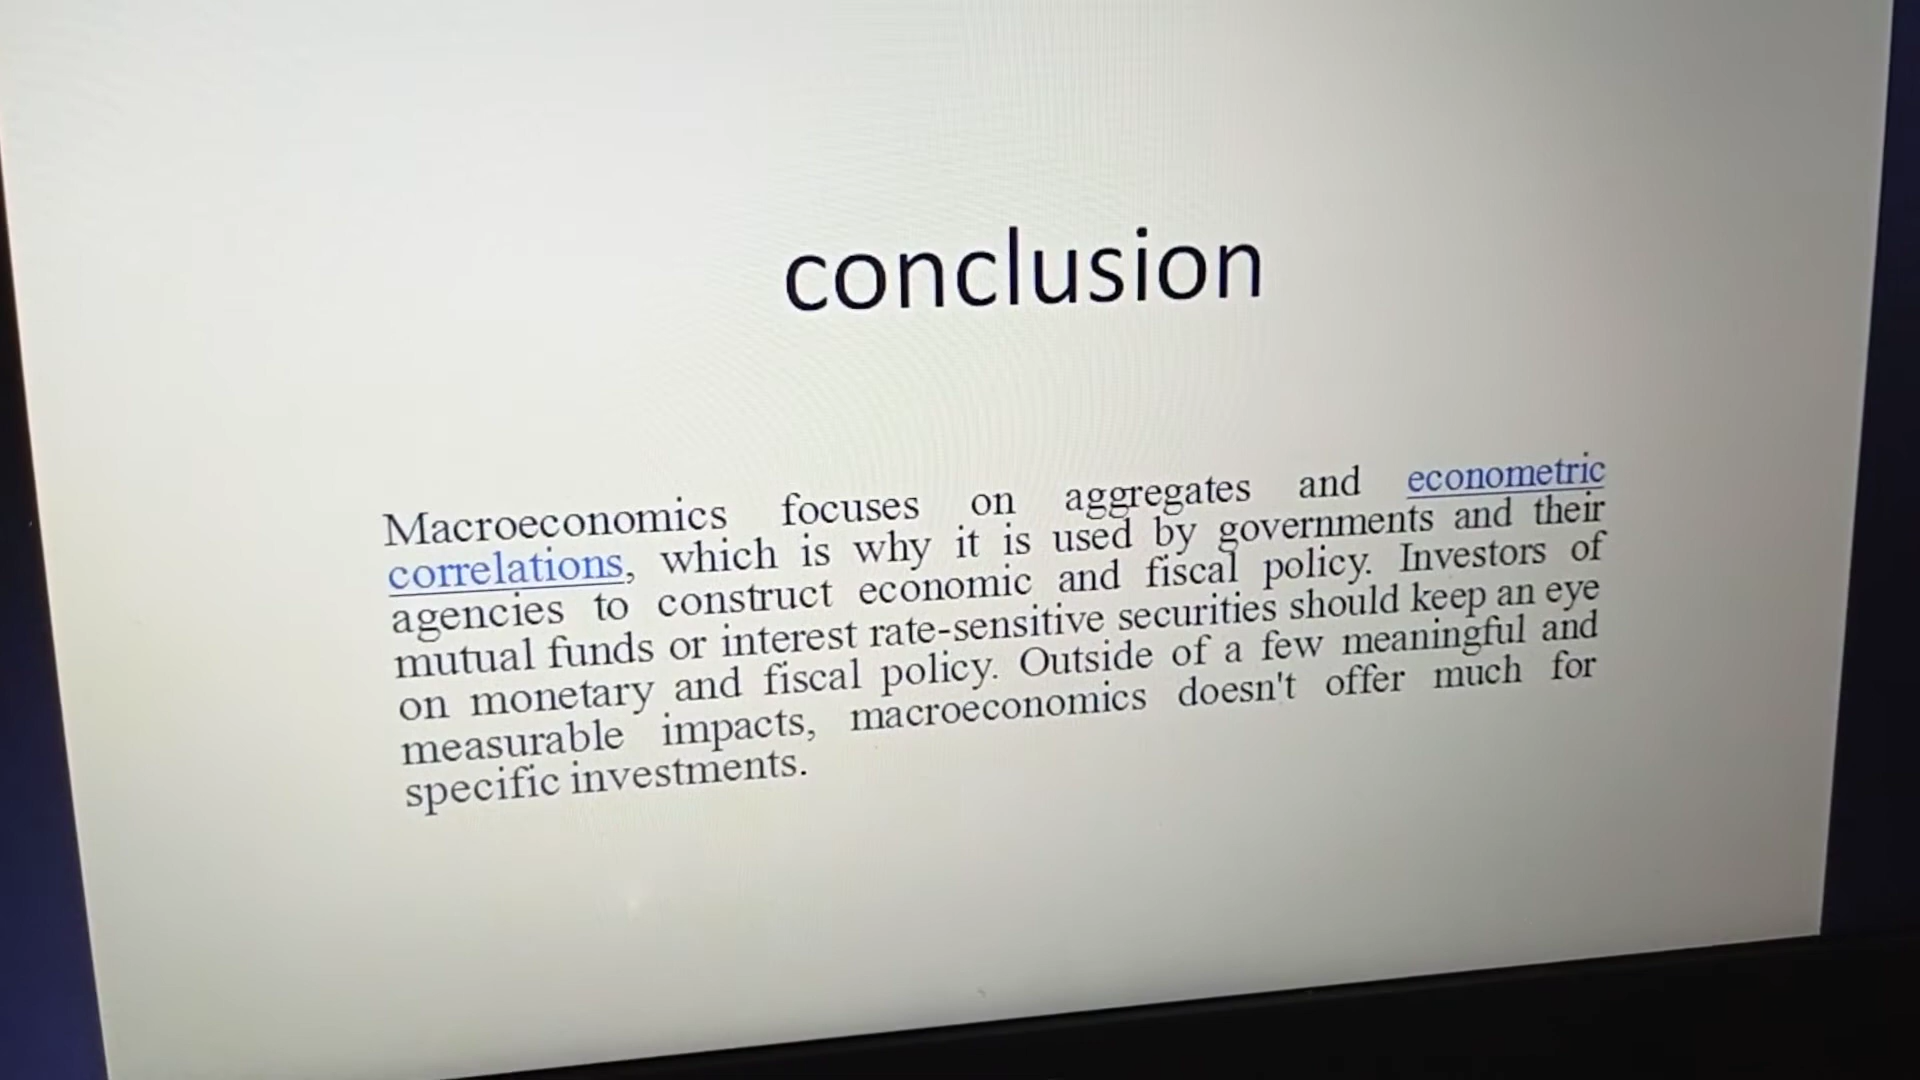 conclusion
Macroeconomics focuses on aggregates and econometric
correlations, which is why it is used by governments and their
agencies to construct economic and fiscal policy. Investors of
mutual funds or interest rate-sensitive securities should keep an eye
on monetary and fiscal policy. Outside of a few meaningful and
measurable impacts, macroeconomics doesn't offer much for
specific investments.